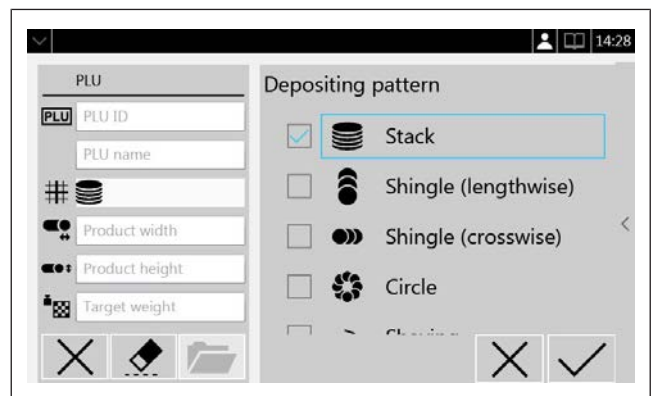 14:28
PLU
PLU PLU ID
PLU name
Product width
Product height
Target weight
Depositing pattern
Stack
Shingle (lengthwise)
Shingle (crosswise)
Circle